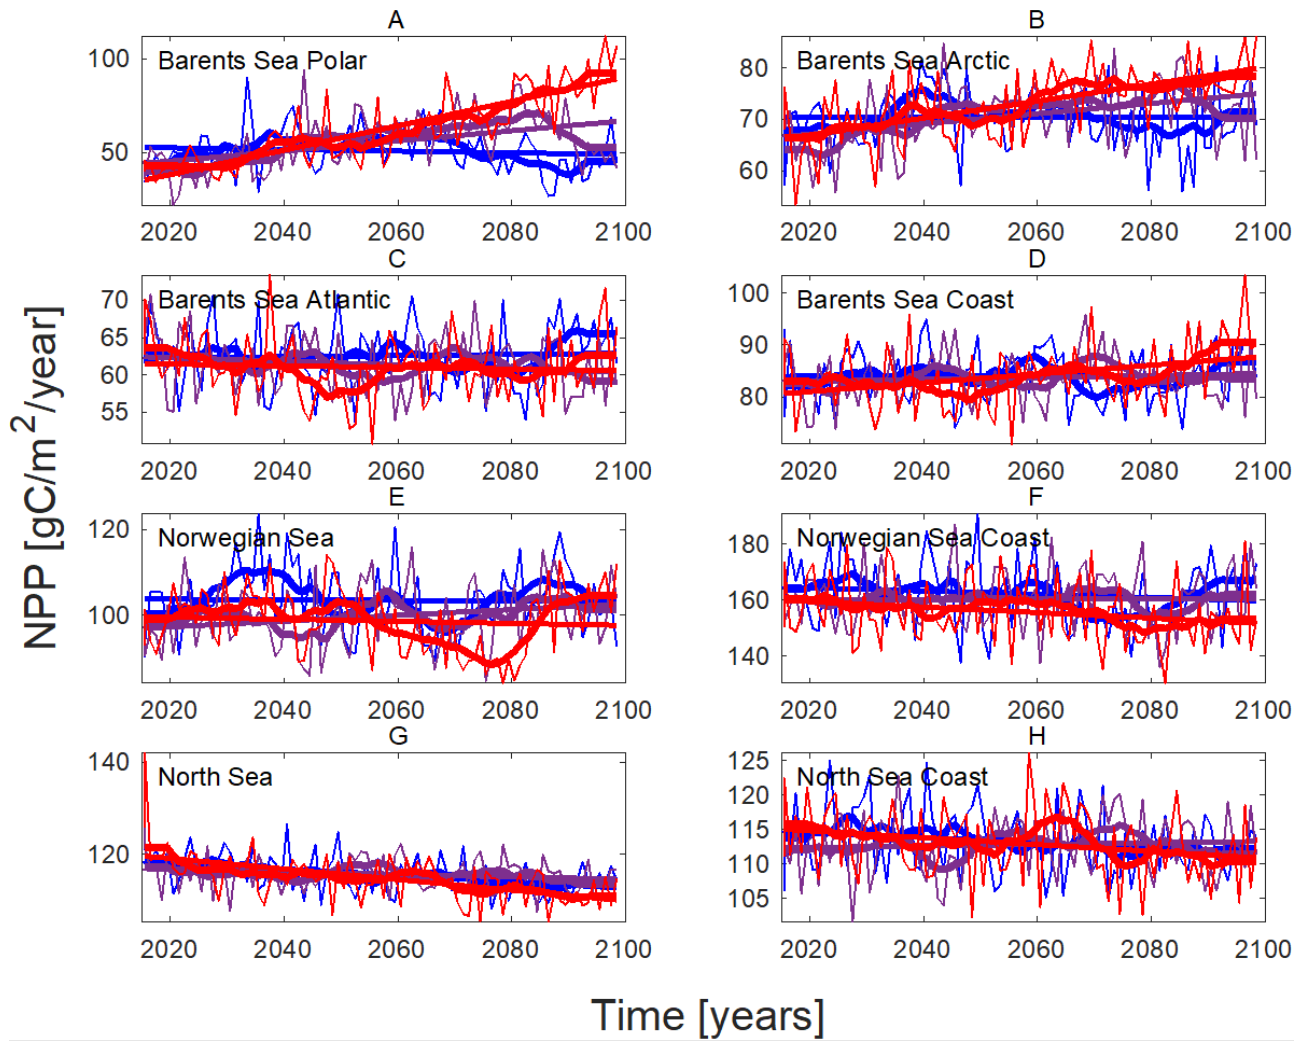 A
Barents Sea Polar
100
50
2020 2040 2060 2080 2100
B
Barents Sea Arctic
80
70
60
2020 2040 2060 2080 2100
C
Barents Sea Atlantic
70
65
60
55
2020 2040 2060 2080 2100
D
Barents Sea Coast
100
90
80
2020 2040 2060 2080 2100
E
Norwegian Sea
120
100
2020 2040 2060 2080 2100
F
Norwegian Sea Coast
180
160
140
2020 2040 2060 2080 2100
G
North Sea
140
120
2020 2040 2060 2080 2100
H
North Sea Coast
125
120
115
110
105
2020 2040 2060 2080 2100
NPP [gC/m²/year]
Time [years]